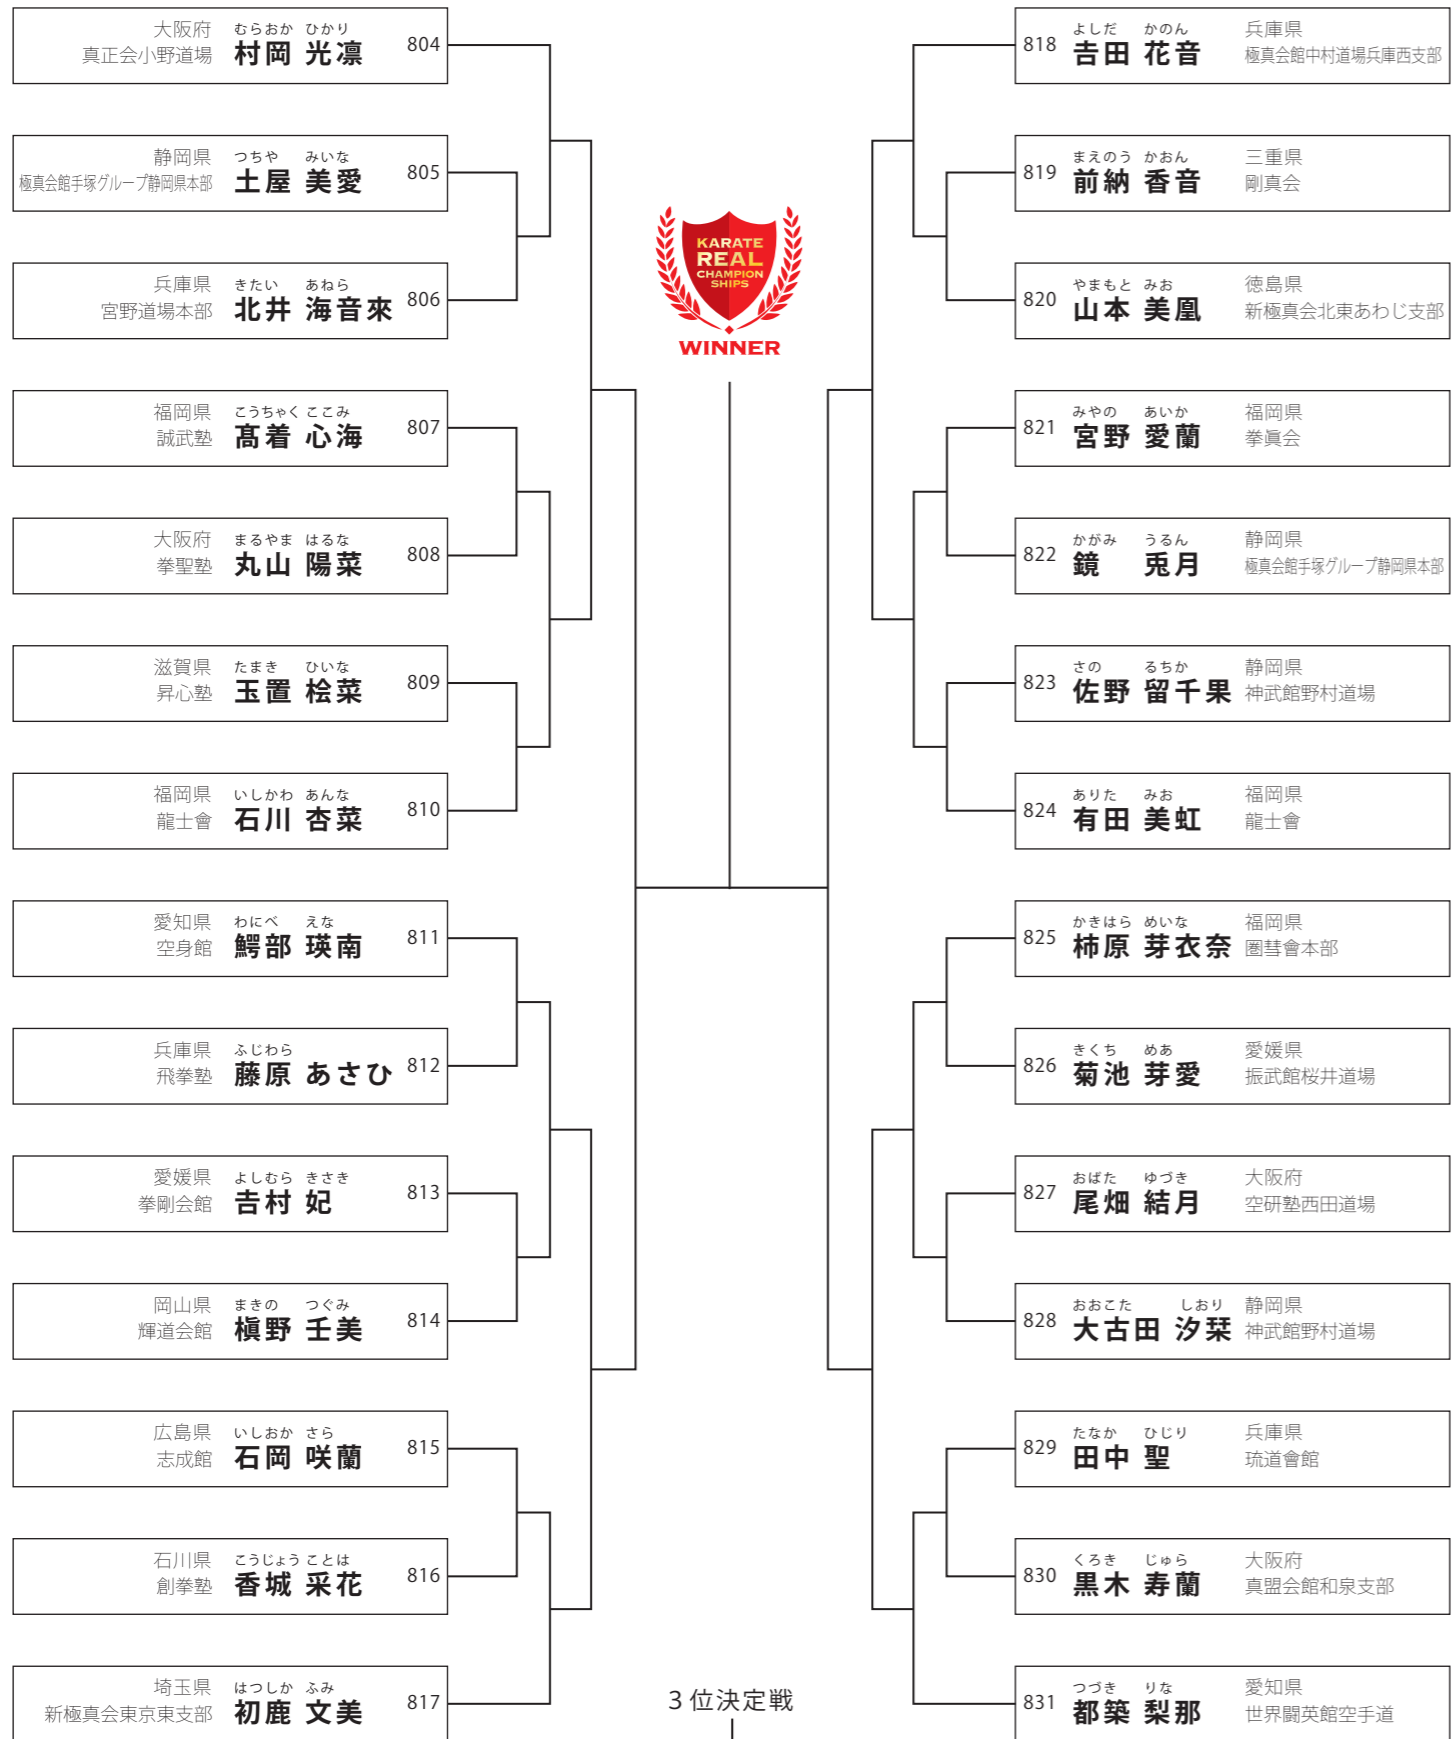 大阪府 むらおか ひかり
真正会小野道場 村岡 光凛 804
静岡県 つちや みいな
極真会館手塚グループ静岡県本部 土屋 美愛 805
兵庫県 きたい あねら
宮野道場本部 北井 海音來 806
福岡県 こうちゃく ここみ
誠武塾 髙着 心海 807
大阪府 まるやま はるな
拳聖塾 丸山 陽菜 808
滋賀県 たまき ひいな
昇心塾 玉置 桧菜 809
福岡県 いしかわ あんな
龍士會 石川 杏菜 810
愛知県 わにべ えな
空身館 鰐部 瑛南 811
兵庫県 ふじわら
飛拳塾 藤原 あさひ 812
愛媛県 よしむら きさき
拳剛会館 𠮷村 妃 813
岡山県 まきの つぐみ
輝道会館 槇野 壬美 814
広島県 いしおか さら
志成館 石岡 咲蘭 815
石川県 こうじょう ことは
創拳塾 香城 采花 816
埼玉県 はつしか ふみ
新極真会東京東支部 初鹿 文美 817
KARATE
REAL
CHAMPION
SHIPS
WINNER
3位決定戦
よしだ かのん 兵庫県
818 𠮷田 花音 極真会館中村道場兵庫西支部
まえのう かおん 三重県
819 前納 香音 剛真会
やまもと みお 徳島県
820 山本 美凰 新極真会北東あわじ支部
みやの あいか 福岡県
821 宮野 愛蘭 拳眞会
かがみ うるん 静岡県
822 鏡 兎月 極真会館手塚グループ静岡県本部
さの るちか 静岡県
823 佐野 留千果 神武館野村道場
ありた みお 福岡県
824 有田 美虹 龍士會
かきはら めいな 福岡県
825 柿原 芽衣奈 圏彗會本部
きくち めあ 愛媛県
826 菊池 芽愛 振武館桜井道場
おばた ゆづき 大阪府
827 尾畑 結月 空研塾西田道場
おおこた しおり 静岡県
828 大古田 汐栞 神武館野村道場
たなか ひじり 兵庫県
829 田中 聖 琉道會館
くろき じゅら 大阪府
830 黒木 寿蘭 真盟会館和泉支部
つづき りな 愛知県
831 都築 梨那 世界闘英館空手道